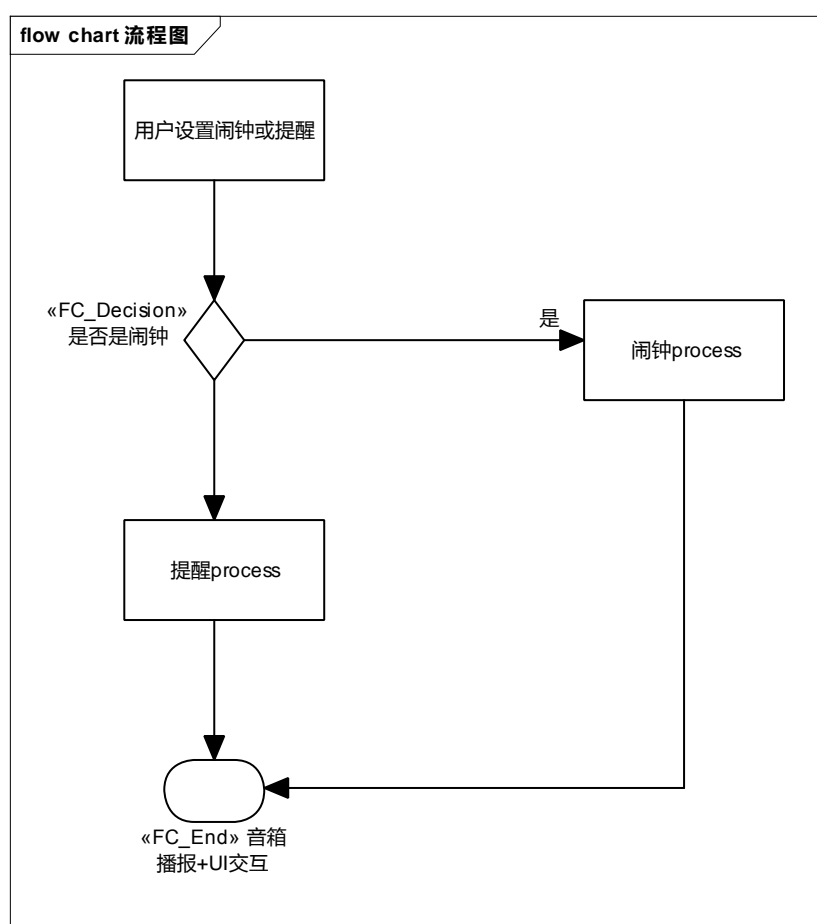 flow chart 流程图
用户设置闹钟或提醒
«FC_Decision»
是否是闹钟
是
闹钟process
提醒process
«FC_End» 音箱
播报+UI交互